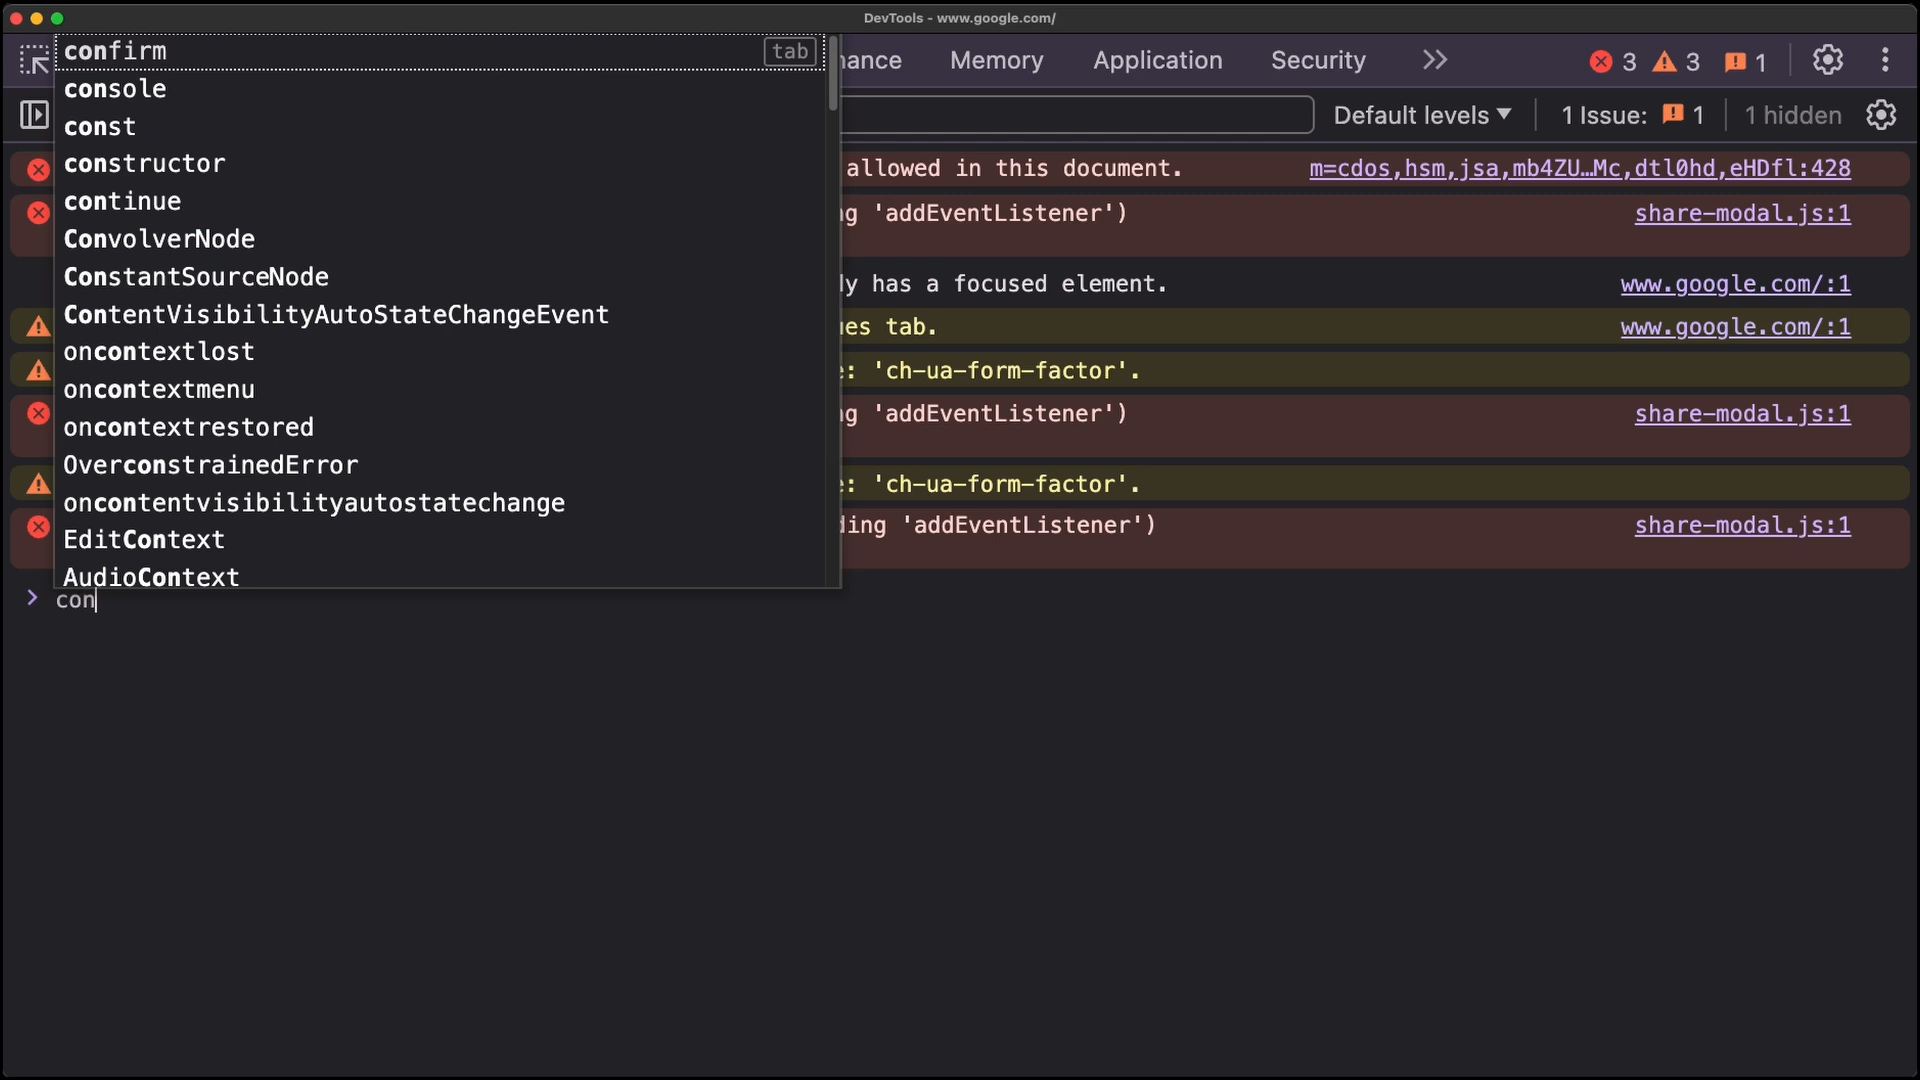 DevTools - www.google.com/
Memory Application Security 3 3 1
Default levels 1 Issue: 1 1 hidden
confirm tab
console
const
constructor
continue
ConvolverNode
ConstantSourceNode
ContentVisibilityAutoStateChangeEvent
oncontextlost
oncontextmenu
oncontextrestored
OverconstrainedError
oncontentvisibilityautostatechange
EditContext
AudioContext
allowed in this document. m=cdos,hsm,jsa,mb4ZU…Mc,dtl0hd,eHDfl:428
'addEventListener') share-modal.js:1
has a focused element. www.google.com/:1
tab. www.google.com/:1
'ch-ua-form-factor'.
'addEventListener') share-modal.js:1
'ch-ua-form-factor'.
'addEventListener') share-modal.js:1
> con